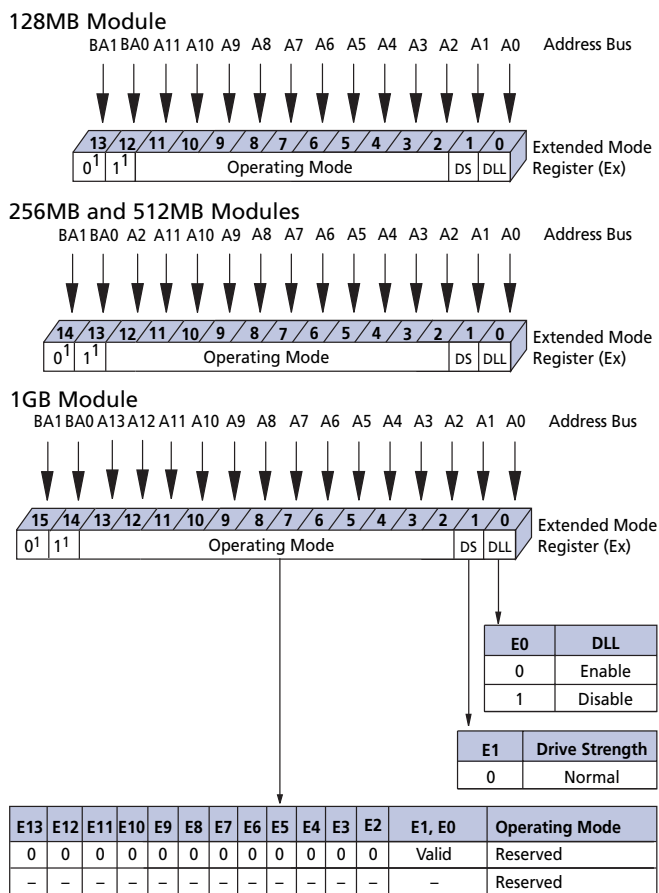 128MB Module
BA1 BA0 A11 A10 A9 A8 A7 A6 A5 A4 A3 A2 A1 A0 Address Bus
13 12 11 10 9 8 7 6 5 4 3 2 1 0 Extended Mode
0¹ 1¹ Operating Mode DS DLL Register (Ex)
256MB and 512MB Modules
BA1 BA0 A2 A11 A10 A9 A8 A7 A6 A5 A4 A3 A2 A1 A0 Address Bus
14 13 12 11 10 9 8 7 6 5 4 3 2 1 0 Extended Mode
0¹ 1¹ Operating Mode DS DLL Register (Ex)
1GB Module
BA1 BA0 A13 A12 A11 A10 A9 A8 A7 A6 A5 A4 A3 A2 A1 A0 Address Bus
15 14 13 12 11 10 9 8 7 6 5 4 3 2 1 0 Extended Mode
0¹ 1¹ Operating Mode DS DLL Register (Ex)
E0 DLL
0 Enable
1 Disable
E1 Drive Strength
0 Normal
E13 E12 E11 E10 E9 E8 E7 E6 E5 E4 E3 E2 E1, E0 Operating Mode
0 0 0 0 0 0 0 0 0 0 0 0 Valid Reserved
– – – – – – – – – – – – – Reserved